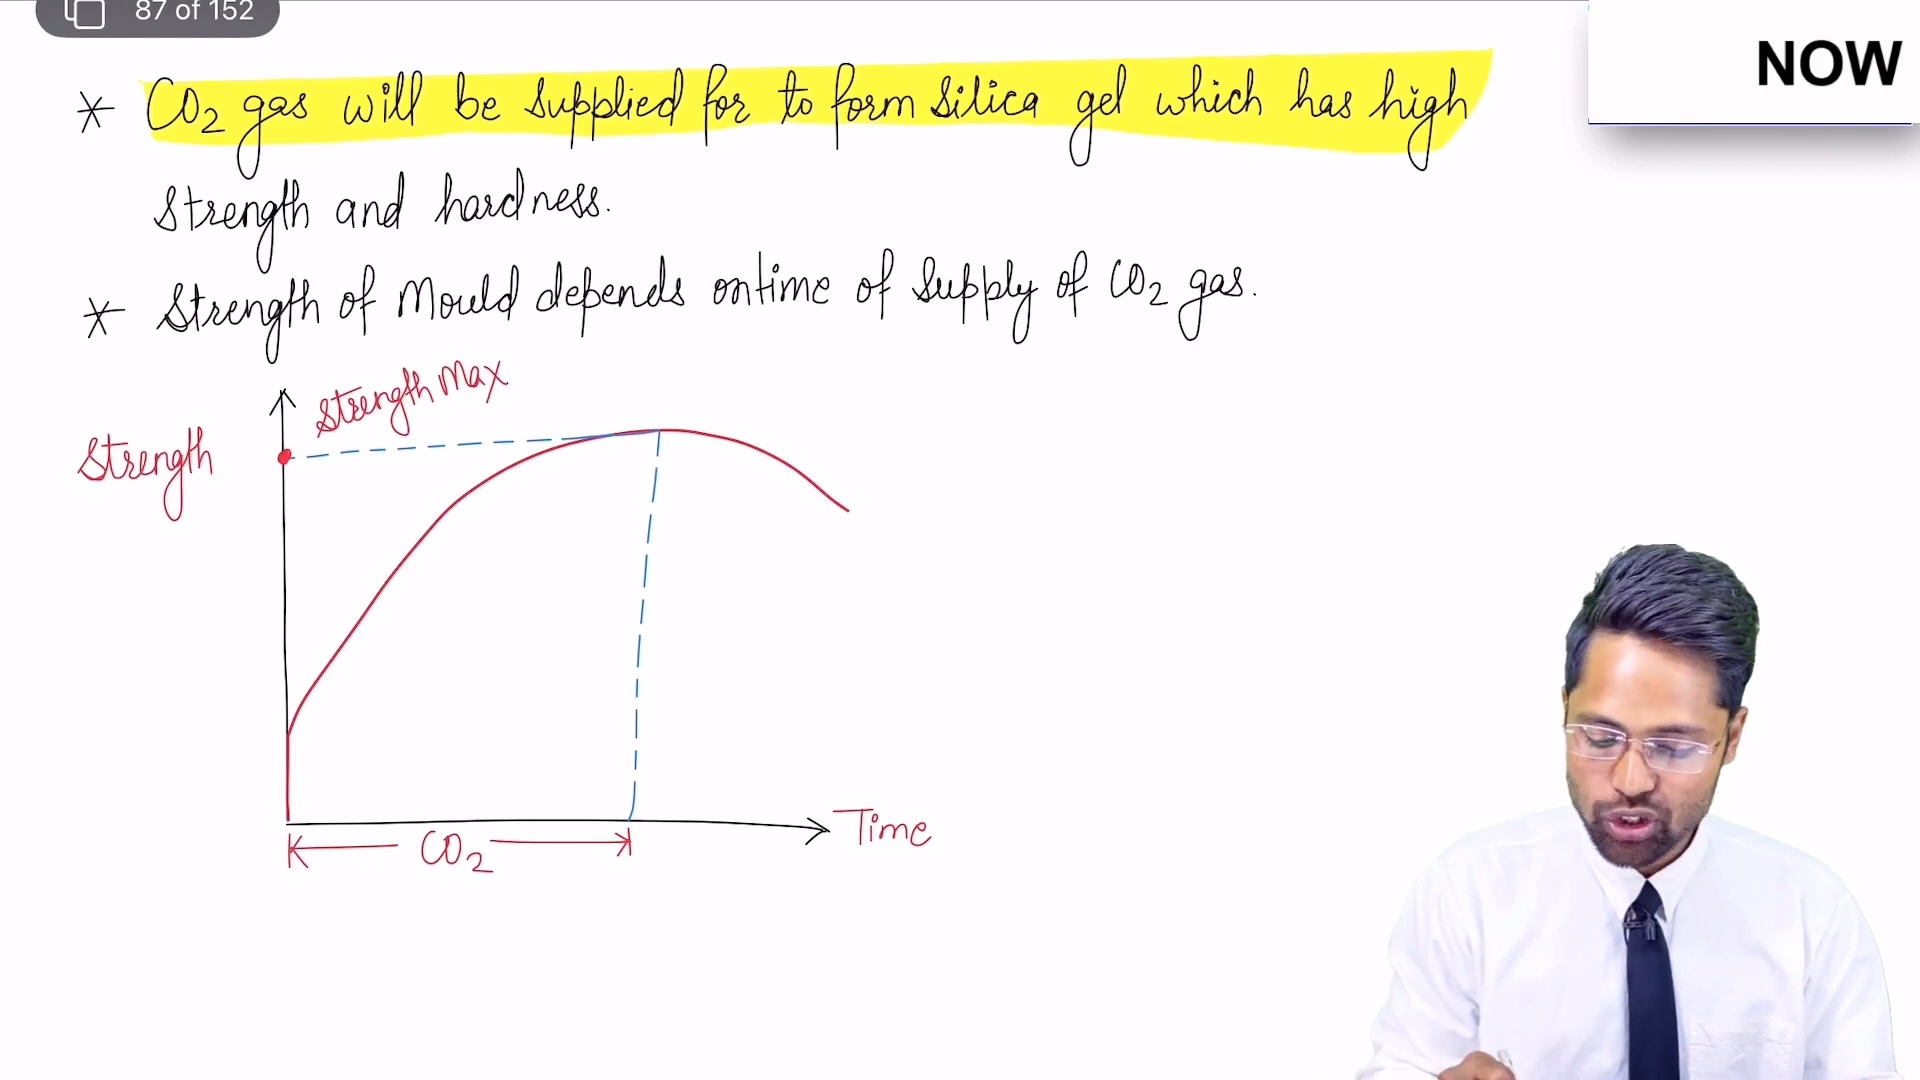 87 of 152
NOW
* CO2 gas will be supplied for to form silica gel which has high
strength and hardness.
* Strength of Mould depends on time of supply of CO2 gas.
Strength Max
Strength
Time
CO2